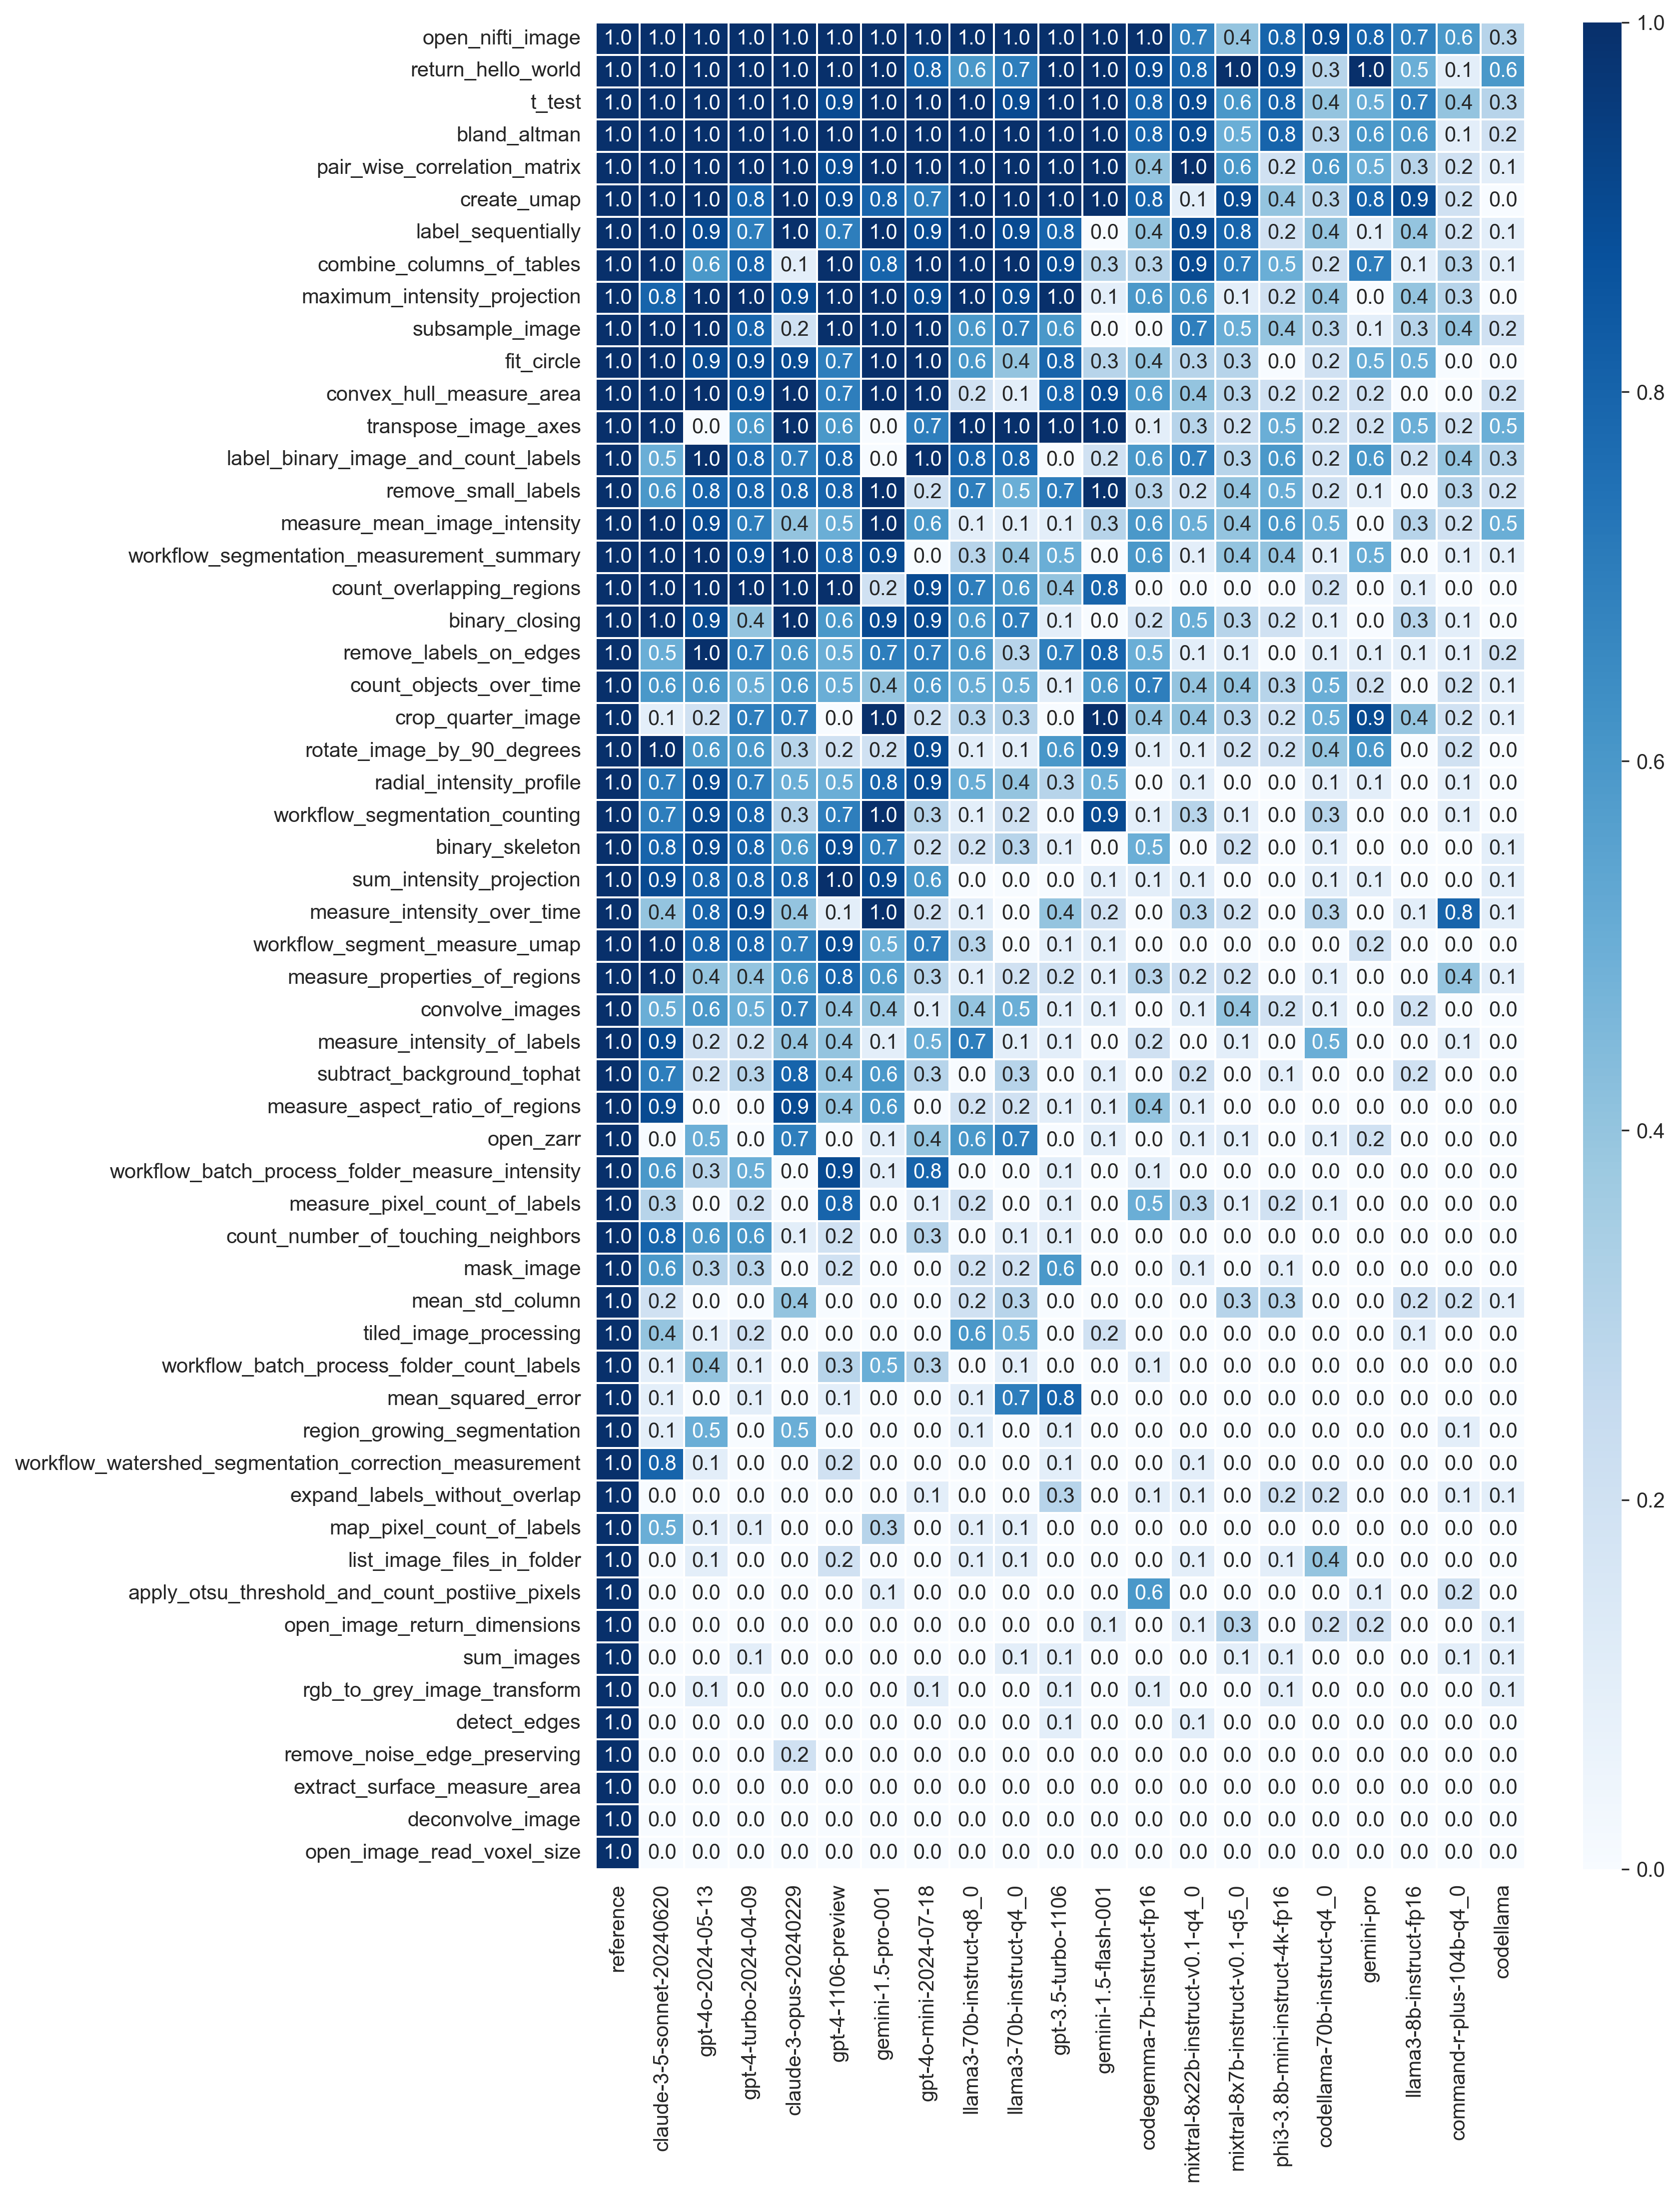 open_nifti_image 1.0 1.0 1.0 1.0 1.0 1.0 1.0 1.0 1.0 1.0 1.0 1.0 1.0 0.7 0.4 0.8 0.9 0.8 0.7 0.6 0.3
return_hello_world 1.0 1.0 1.0 1.0 1.0 1.0 1.0 0.8 0.6 0.7 1.0 1.0 0.9 0.8 1.0 0.9 0.3 1.0 0.5 0.1 0.6
t_test 1.0 1.0 1.0 1.0 1.0 0.9 1.0 1.0 1.0 0.9 1.0 1.0 0.8 0.9 0.6 0.8 0.4 0.5 0.7 0.4 0.3
bland_altman 1.0 1.0 1.0 1.0 1.0 1.0 1.0 1.0 1.0 1.0 1.0 1.0 0.8 0.9 0.5 0.8 0.3 0.6 0.6 0.1 0.2
pair_wise_correlation_matrix 1.0 1.0 1.0 1.0 1.0 0.9 1.0 1.0 1.0 1.0 1.0 1.0 0.4 1.0 0.6 0.2 0.6 0.5 0.3 0.2 0.1
create_umap 1.0 1.0 1.0 0.8 1.0 0.9 0.8 0.7 1.0 1.0 1.0 1.0 0.8 0.1 0.9 0.4 0.3 0.8 0.9 0.2 0.0
label_sequentially 1.0 1.0 0.9 0.7 1.0 0.7 1.0 0.9 1.0 0.9 0.8 0.0 0.4 0.9 0.8 0.2 0.4 0.1 0.4 0.2 0.1
combine_columns_of_tables 1.0 1.0 0.6 0.8 0.1 1.0 0.8 1.0 1.0 1.0 0.9 0.3 0.3 0.9 0.7 0.5 0.2 0.7 0.1 0.3 0.1
maximum_intensity_projection 1.0 0.8 1.0 1.0 0.9 1.0 1.0 0.9 1.0 0.9 1.0 0.1 0.6 0.6 0.1 0.2 0.4 0.0 0.4 0.3 0.0
subsample_image 1.0 1.0 1.0 0.8 0.2 1.0 1.0 1.0 0.6 0.7 0.6 0.0 0.0 0.7 0.5 0.4 0.3 0.1 0.3 0.4 0.2
fit_circle 1.0 1.0 0.9 0.9 0.9 0.7 1.0 1.0 0.6 0.4 0.8 0.3 0.4 0.3 0.3 0.0 0.2 0.5 0.5 0.0 0.0
convex_hull_measure_area 1.0 1.0 1.0 0.9 1.0 0.7 1.0 1.0 0.2 0.1 0.8 0.9 0.6 0.4 0.3 0.2 0.2 0.2 0.0 0.0 0.2
transpose_image_axes 1.0 1.0 0.0 0.6 1.0 0.6 0.0 0.7 1.0 1.0 1.0 1.0 0.1 0.3 0.2 0.5 0.2 0.2 0.5 0.2 0.5
label_binary_image_and_count_labels 1.0 0.5 1.0 0.8 0.7 0.8 0.0 1.0 0.8 0.8 0.0 0.2 0.6 0.7 0.3 0.6 0.2 0.6 0.2 0.4 0.3
remove_small_labels 1.0 0.6 0.8 0.8 0.8 0.8 1.0 0.2 0.7 0.5 0.7 1.0 0.3 0.2 0.4 0.5 0.2 0.1 0.0 0.3 0.2
measure_mean_image_intensity 1.0 1.0 0.9 0.7 0.4 0.5 1.0 0.6 0.1 0.1 0.1 0.3 0.6 0.5 0.4 0.6 0.5 0.0 0.3 0.2 0.5
workflow_segmentation_measurement_summary 1.0 1.0 1.0 0.9 1.0 0.8 0.9 0.0 0.3 0.4 0.5 0.0 0.6 0.1 0.4 0.4 0.1 0.5 0.0 0.1 0.1
count_overlapping_regions 1.0 1.0 1.0 1.0 1.0 1.0 0.2 0.9 0.7 0.6 0.4 0.8 0.0 0.0 0.0 0.0 0.2 0.0 0.1 0.0 0.0
binary_closing 1.0 1.0 0.9 0.4 1.0 0.6 0.9 0.9 0.6 0.7 0.1 0.0 0.2 0.5 0.3 0.2 0.1 0.0 0.3 0.1 0.0
remove_labels_on_edges 1.0 0.5 1.0 0.7 0.6 0.5 0.7 0.7 0.6 0.3 0.7 0.8 0.5 0.1 0.1 0.0 0.1 0.1 0.1 0.1 0.2
count_objects_over_time 1.0 0.6 0.6 0.5 0.6 0.5 0.4 0.6 0.5 0.5 0.1 0.6 0.7 0.4 0.4 0.3 0.5 0.2 0.0 0.2 0.1
crop_quarter_image 1.0 0.1 0.2 0.7 0.7 0.0 1.0 0.2 0.3 0.3 0.0 1.0 0.4 0.4 0.3 0.2 0.5 0.9 0.4 0.2 0.1
rotate_image_by_90_degrees 1.0 1.0 0.6 0.6 0.3 0.2 0.2 0.9 0.1 0.1 0.6 0.9 0.1 0.1 0.2 0.2 0.4 0.6 0.0 0.2 0.0
radial_intensity_profile 1.0 0.7 0.9 0.7 0.5 0.5 0.8 0.9 0.5 0.4 0.3 0.5 0.0 0.1 0.0 0.0 0.1 0.1 0.0 0.1 0.0
workflow_segmentation_counting 1.0 0.7 0.9 0.8 0.3 0.7 1.0 0.3 0.1 0.2 0.0 0.9 0.1 0.3 0.1 0.0 0.3 0.0 0.0 0.1 0.0
binary_skeleton 1.0 0.8 0.9 0.8 0.6 0.9 0.7 0.2 0.2 0.3 0.1 0.0 0.5 0.0 0.2 0.0 0.1 0.0 0.0 0.0 0.1
sum_intensity_projection 1.0 0.9 0.8 0.8 0.8 1.0 0.9 0.6 0.0 0.0 0.0 0.1 0.1 0.1 0.0 0.0 0.1 0.1 0.0 0.0 0.1
measure_intensity_over_time 1.0 0.4 0.8 0.9 0.4 0.1 1.0 0.2 0.1 0.0 0.4 0.2 0.0 0.3 0.2 0.0 0.3 0.0 0.1 0.8 0.1
workflow_segment_measure_umap 1.0 1.0 0.8 0.8 0.7 0.9 0.5 0.7 0.3 0.0 0.1 0.1 0.0 0.0 0.0 0.0 0.0 0.2 0.0 0.0 0.0
measure_properties_of_regions 1.0 1.0 0.4 0.4 0.6 0.8 0.6 0.3 0.1 0.2 0.2 0.1 0.3 0.2 0.2 0.0 0.1 0.0 0.0 0.4 0.1
convolve_images 1.0 0.5 0.6 0.5 0.7 0.4 0.4 0.1 0.4 0.5 0.1 0.1 0.0 0.1 0.4 0.2 0.1 0.0 0.2 0.0 0.0
measure_intensity_of_labels 1.0 0.9 0.2 0.2 0.4 0.4 0.1 0.5 0.7 0.1 0.1 0.0 0.2 0.0 0.1 0.0 0.5 0.0 0.0 0.1 0.0
subtract_background_tophat 1.0 0.7 0.2 0.3 0.8 0.4 0.6 0.3 0.0 0.3 0.0 0.1 0.0 0.2 0.0 0.1 0.0 0.0 0.2 0.0 0.0
measure_aspect_ratio_of_regions 1.0 0.9 0.0 0.0 0.9 0.4 0.6 0.0 0.2 0.2 0.1 0.1 0.4 0.1 0.0 0.0 0.0 0.0 0.0 0.0 0.0
open_zarr 1.0 0.0 0.5 0.0 0.7 0.0 0.1 0.4 0.6 0.7 0.0 0.1 0.0 0.1 0.1 0.0 0.1 0.2 0.0 0.0 0.0
workflow_batch_process_folder_measure_intensity 1.0 0.6 0.3 0.5 0.0 0.9 0.1 0.8 0.0 0.0 0.1 0.0 0.1 0.0 0.0 0.0 0.0 0.0 0.0 0.0 0.0
measure_pixel_count_of_labels 1.0 0.3 0.0 0.2 0.0 0.8 0.0 0.1 0.2 0.0 0.1 0.0 0.5 0.3 0.1 0.2 0.1 0.0 0.0 0.0 0.0
count_number_of_touching_neighbors 1.0 0.8 0.6 0.6 0.1 0.2 0.0 0.3 0.0 0.1 0.1 0.0 0.0 0.0 0.0 0.0 0.0 0.0 0.0 0.0 0.0
mask_image 1.0 0.6 0.3 0.3 0.0 0.2 0.0 0.0 0.2 0.2 0.6 0.0 0.0 0.1 0.0 0.1 0.0 0.0 0.0 0.0 0.0
mean_std_column 1.0 0.2 0.0 0.0 0.4 0.0 0.0 0.0 0.2 0.3 0.0 0.0 0.0 0.0 0.3 0.3 0.0 0.0 0.2 0.2 0.1
tiled_image_processing 1.0 0.4 0.1 0.2 0.0 0.0 0.0 0.0 0.6 0.5 0.0 0.2 0.0 0.0 0.0 0.0 0.0 0.0 0.1 0.0 0.0
workflow_batch_process_folder_count_labels 1.0 0.1 0.4 0.1 0.0 0.3 0.5 0.3 0.0 0.1 0.0 0.0 0.1 0.0 0.0 0.0 0.0 0.0 0.0 0.0 0.0
mean_squared_error 1.0 0.1 0.0 0.1 0.0 0.1 0.0 0.0 0.1 0.7 0.8 0.0 0.0 0.0 0.0 0.0 0.0 0.0 0.0 0.0 0.0
region_growing_segmentation 1.0 0.1 0.5 0.0 0.5 0.0 0.0 0.0 0.1 0.0 0.1 0.0 0.0 0.0 0.0 0.0 0.0 0.0 0.0 0.1 0.0
workflow_watershed_segmentation_correction_measurement 1.0 0.8 0.1 0.0 0.0 0.2 0.0 0.0 0.0 0.0 0.1 0.0 0.0 0.1 0.0 0.0 0.0 0.0 0.0 0.0 0.0
expand_labels_without_overlap 1.0 0.0 0.0 0.0 0.0 0.0 0.0 0.1 0.0 0.0 0.3 0.0 0.1 0.1 0.0 0.2 0.2 0.0 0.0 0.1 0.1
map_pixel_count_of_labels 1.0 0.5 0.1 0.1 0.0 0.0 0.3 0.0 0.1 0.1 0.0 0.0 0.0 0.0 0.0 0.0 0.0 0.0 0.0 0.0 0.0
list_image_files_in_folder 1.0 0.0 0.1 0.0 0.0 0.2 0.0 0.0 0.1 0.1 0.0 0.0 0.0 0.1 0.0 0.1 0.4 0.0 0.0 0.0 0.0
apply_otsu_threshold_and_count_postiive_pixels 1.0 0.0 0.0 0.0 0.0 0.0 0.1 0.0 0.0 0.0 0.0 0.0 0.6 0.0 0.0 0.0 0.0 0.1 0.0 0.2 0.0
open_image_return_dimensions 1.0 0.0 0.0 0.0 0.0 0.0 0.0 0.0 0.0 0.0 0.0 0.1 0.0 0.1 0.3 0.0 0.2 0.2 0.0 0.0 0.1
sum_images 1.0 0.0 0.0 0.1 0.0 0.0 0.0 0.0 0.0 0.1 0.1 0.0 0.0 0.0 0.1 0.1 0.0 0.0 0.0 0.1 0.1
rgb_to_grey_image_transform 1.0 0.0 0.1 0.0 0.0 0.0 0.0 0.1 0.0 0.0 0.1 0.0 0.1 0.0 0.0 0.1 0.0 0.0 0.0 0.0 0.1
detect_edges 1.0 0.0 0.0 0.0 0.0 0.0 0.0 0.0 0.0 0.0 0.1 0.0 0.0 0.1 0.0 0.0 0.0 0.0 0.0 0.0 0.0
remove_noise_edge_preserving 1.0 0.0 0.0 0.0 0.2 0.0 0.0 0.0 0.0 0.0 0.0 0.0 0.0 0.0 0.0 0.0 0.0 0.0 0.0 0.0 0.0
extract_surface_measure_area 1.0 0.0 0.0 0.0 0.0 0.0 0.0 0.0 0.0 0.0 0.0 0.0 0.0 0.0 0.0 0.0 0.0 0.0 0.0 0.0 0.0
deconvolve_image 1.0 0.0 0.0 0.0 0.0 0.0 0.0 0.0 0.0 0.0 0.0 0.0 0.0 0.0 0.0 0.0 0.0 0.0 0.0 0.0 0.0
open_image_read_voxel_size 1.0 0.0 0.0 0.0 0.0 0.0 0.0 0.0 0.0 0.0 0.0 0.0 0.0 0.0 0.0 0.0 0.0 0.0 0.0 0.0 0.0
reference
claude-3-5-sonnet-20240620
gpt-4o-2024-05-13
gpt-4-turbo-2024-04-09
claude-3-opus-20240229
gpt-4-1106-preview
gemini-1.5-pro-001
gpt-4o-mini-2024-07-18
llama3-70b-instruct-q8_0
llama3-70b-instruct-q4_0
gpt-3.5-turbo-1106
gemini-1.5-flash-001
codegemma-7b-instruct-fp16
mixtral-8x22b-instruct-v0.1-q4_0
mixtral-8x7b-instruct-v0.1-q5_0
phi3-3.8b-mini-instruct-4k-fp16
codellama-70b-instruct-q4_0
gemini-pro
llama3-8b-instruct-fp16
command-r-plus-104b-q4_0
codellama
1.0
0.8
0.6
0.4
0.2
0.0